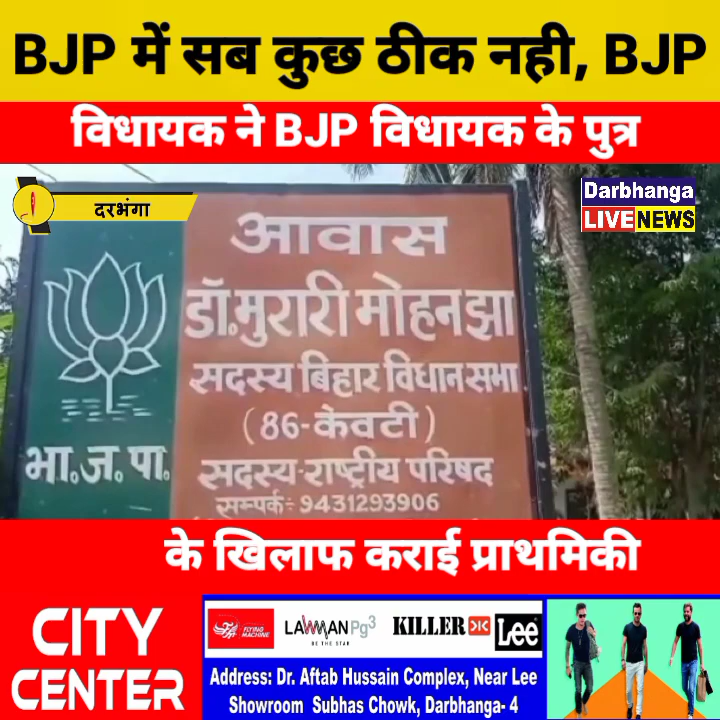 BJP में सब कुछ ठीक नही, BJP
विधायक ने BJP विधायक के पुत्र
दरभंगा
Darbhanga
LIVE NEWS
आवास
डॉ.मुरारी मोहन झा
सदस्य बिहार विधान सभा
(86-केवटी)
भा.ज.पा.
सदस्य-राष्ट्रीय परिषद
सम्पर्क÷9431293906
के खिलाफ कराई प्राथमिकी
CITY
CENTER
FLYING
MACHINE
LAWMAN Pg3
BE THE STAR
KILLER
Lee
Address: Dr. Aftab Hussain Complex, Near Lee
Showroom Subhas Chowk, Darbhanga- 4